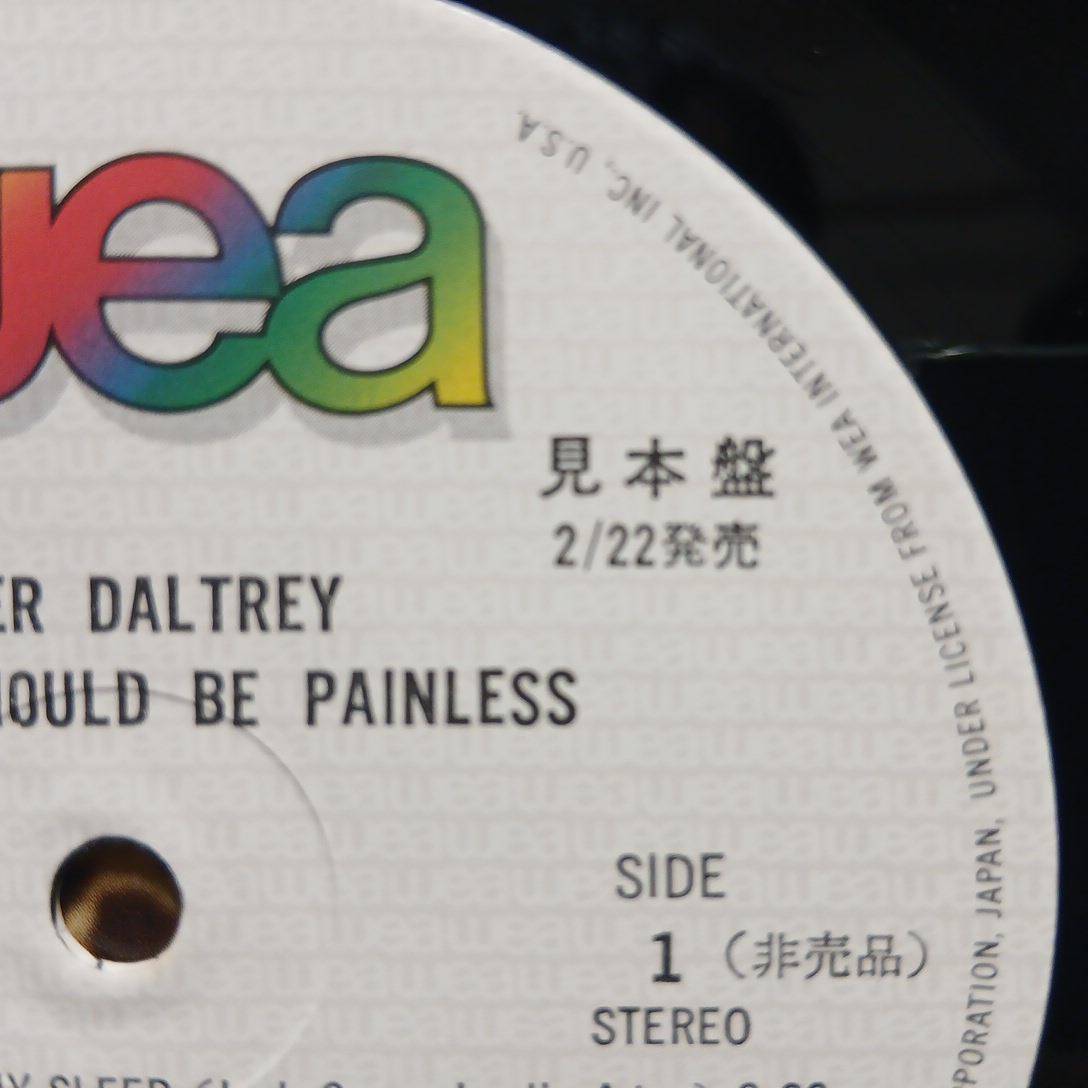 wea
見本盤
2/22発売
ER DALTREY
HOULD BE PAINLESS
SIDE
1 (非売品)
STEREO
PORATION, JAPAN, UNDER LICENSE FROM WEA INTERNATIONAL INC., U.S.A.